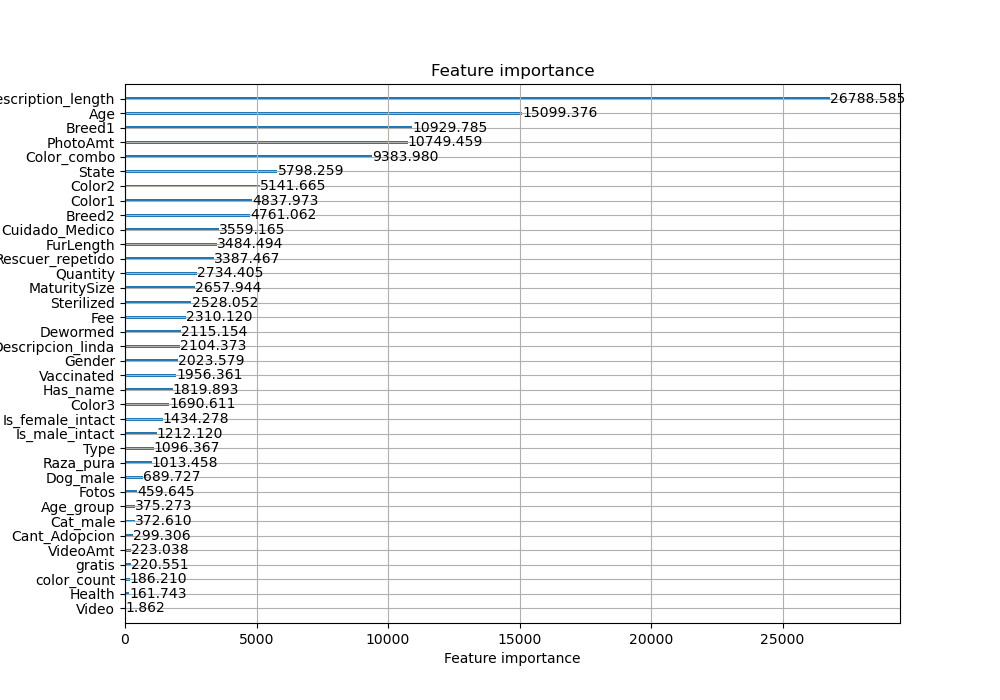 Feature importance
escription_length 26788.585
Age 15099.376
Breed1 10929.785
PhotoAmt 10749.459
Color_combo 9383.980
State 5798.259
Color2 5141.665
Color1 4837.973
Breed2 4761.062
Cuidado_Medico 3559.165
FurLength 3484.494
Rescuer_repetido 3387.467
Quantity 2734.405
MaturitySize 2657.944
Sterilized 2528.052
Fee 2310.120
Dewormed 2115.154
Descripcion_linda 2104.373
Gender 2023.579
Vaccinated 1956.361
Has_name 1819.893
Color3 1690.611
Is_female_intact 1434.278
Is_male_intact 1212.120
Type 1096.367
Raza_pura 1013.458
Dog_male 689.727
Fotos 459.645
Age_group 375.273
Cat_male 372.610
Cant_Adopcion 299.306
VideoAmt 223.038
gratis 220.551
color_count 186.210
Health 161.743
Video 1.862
0 5000 10000 15000 20000 25000
Feature importance